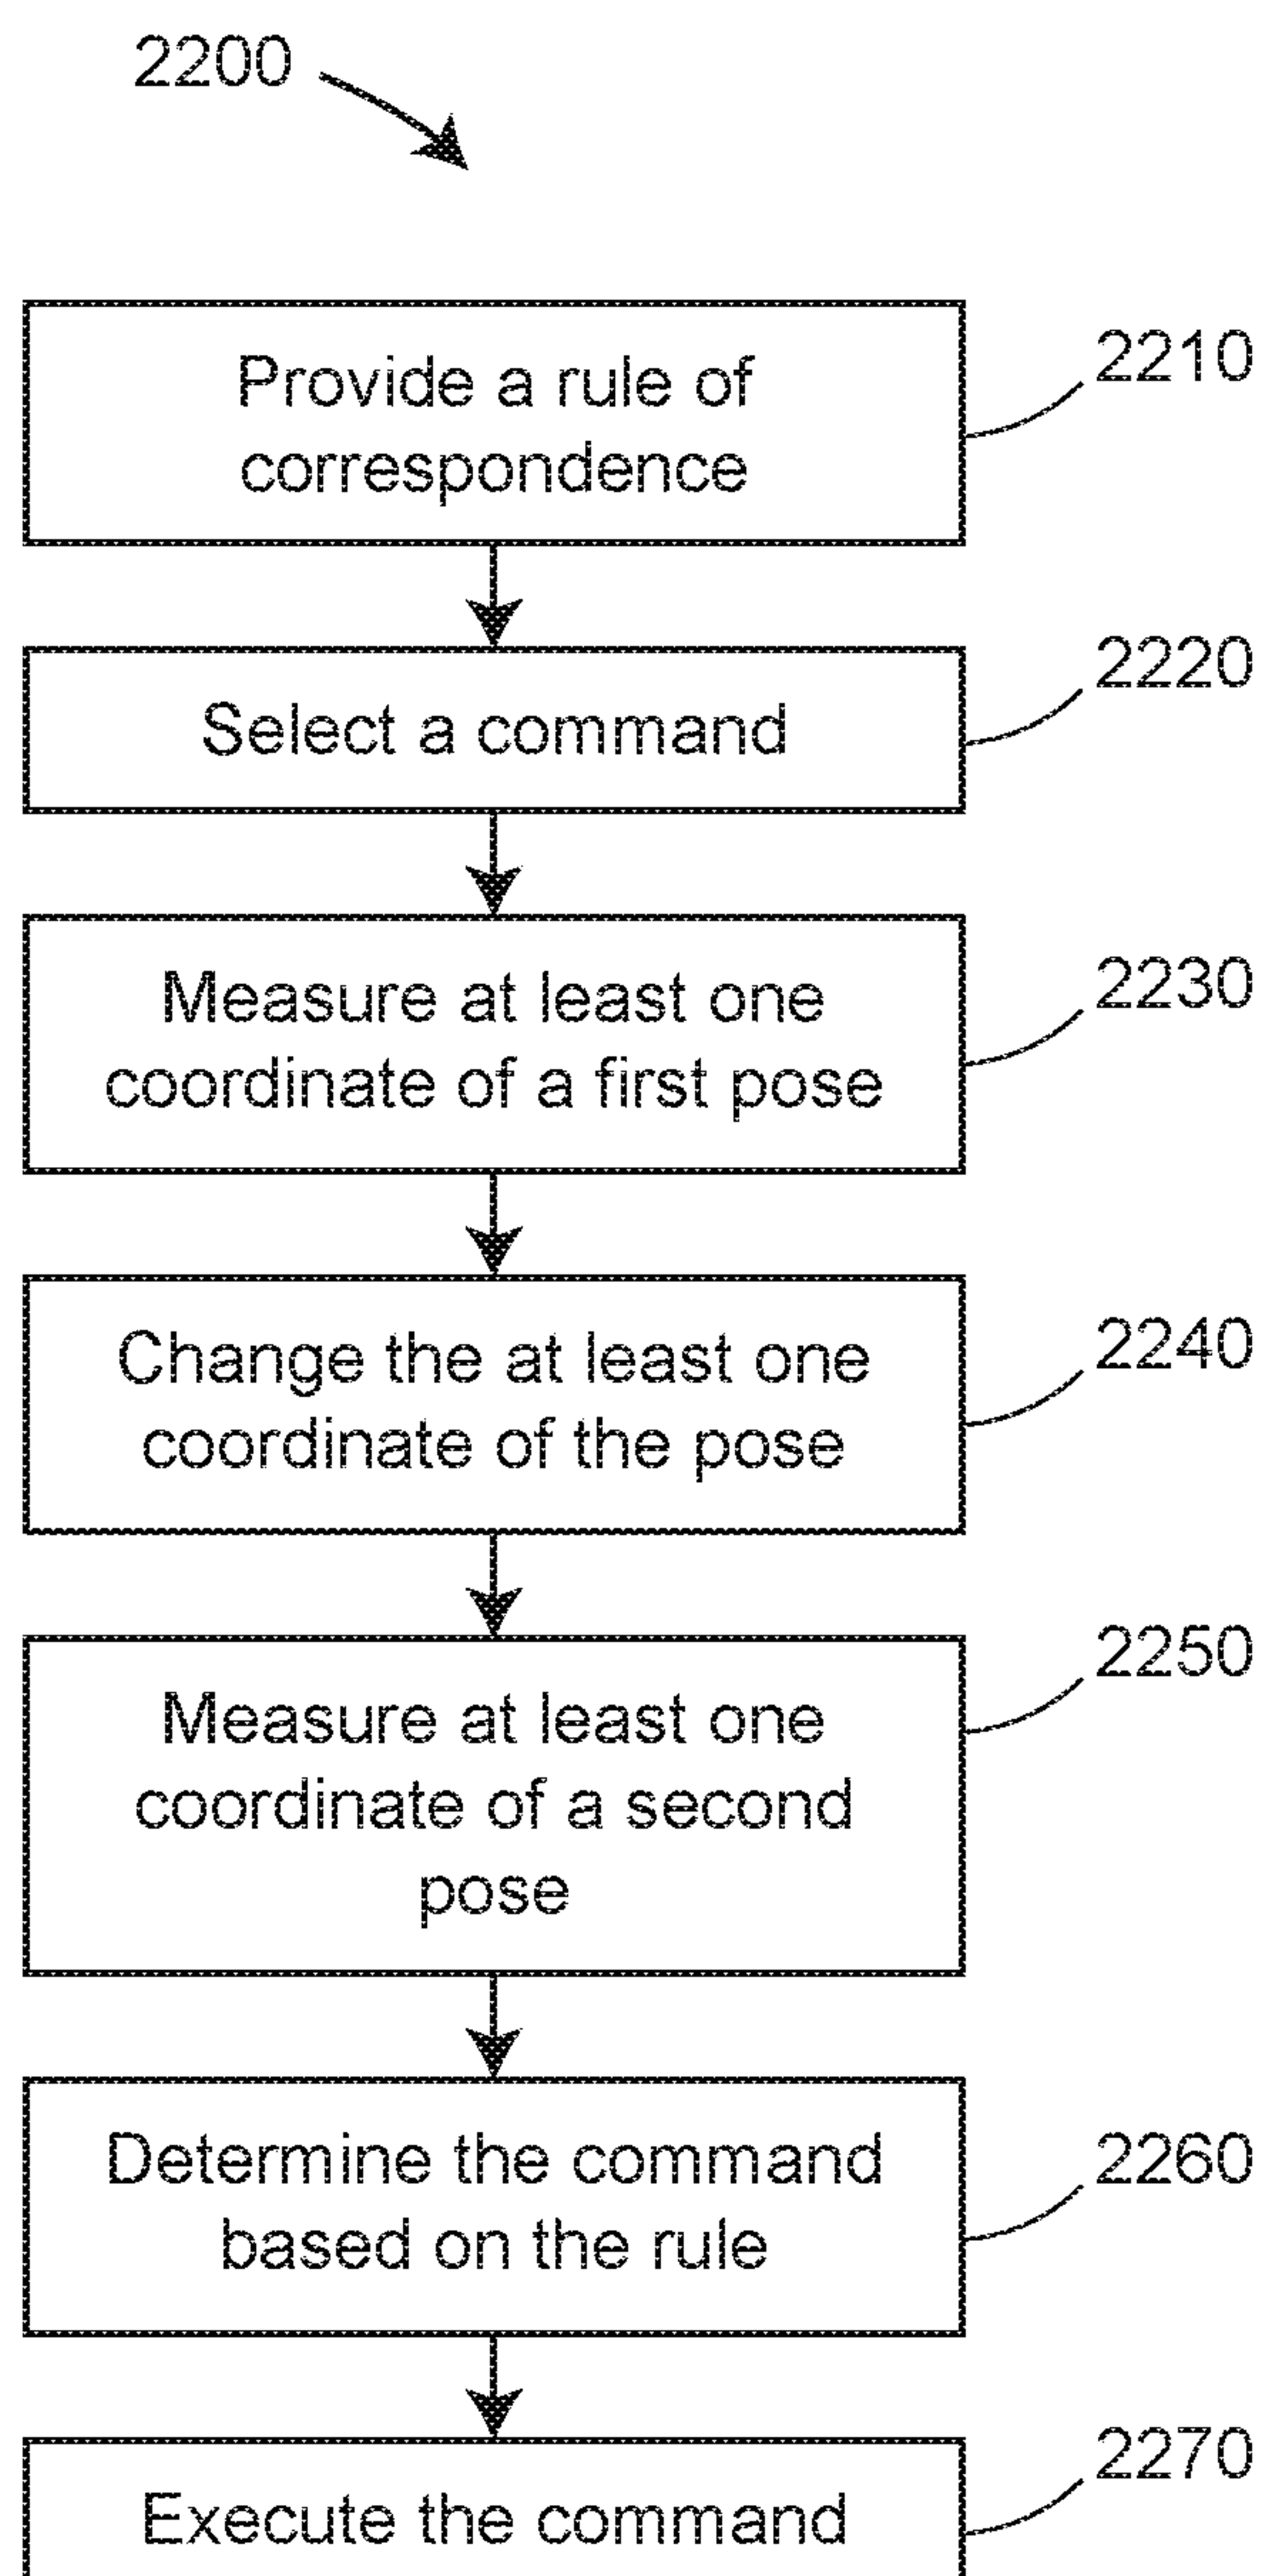 2200
Provide a rule of
correspondence
2210
Select a command
2220
Measure at least one
coordinate of a first pose
2230
Change the at least one
coordinate of the pose
2240
Measure at least one
coordinate of a second
pose
2250
Determine the command
based on the rule
2260
Execute the command
2270